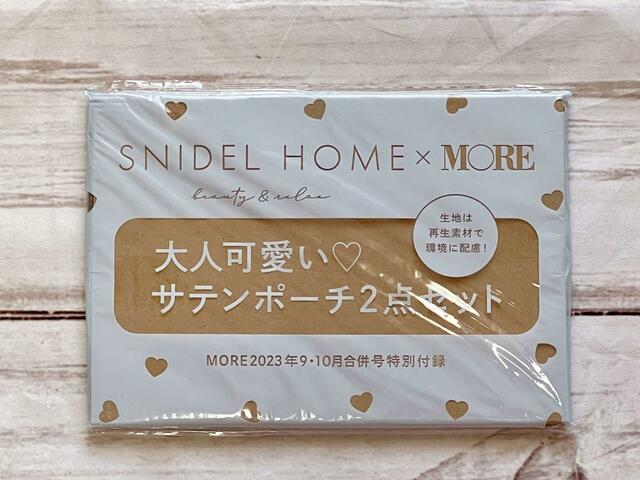 SNIDEL HOME × MORE
beauty & relax
生地は
再生素材で
環境に配慮!
大人可愛い♡
サテンポーチ2点セット
MORE2023年9・10月合併号特別付録